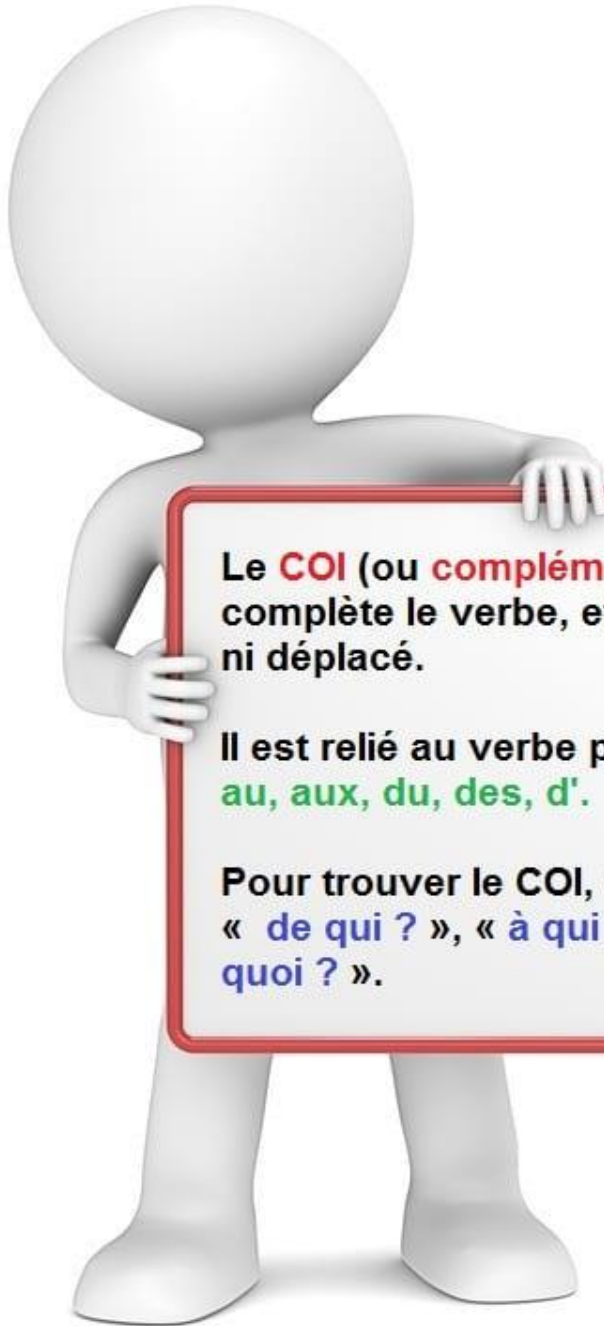 Le COI (ou complém
complète le verbe, e
ni déplacé.
Il est relié au verbe p
au, aux, du, des, d'.
Pour trouver le COI,
« de qui ? », « à qui
quoi ? ».